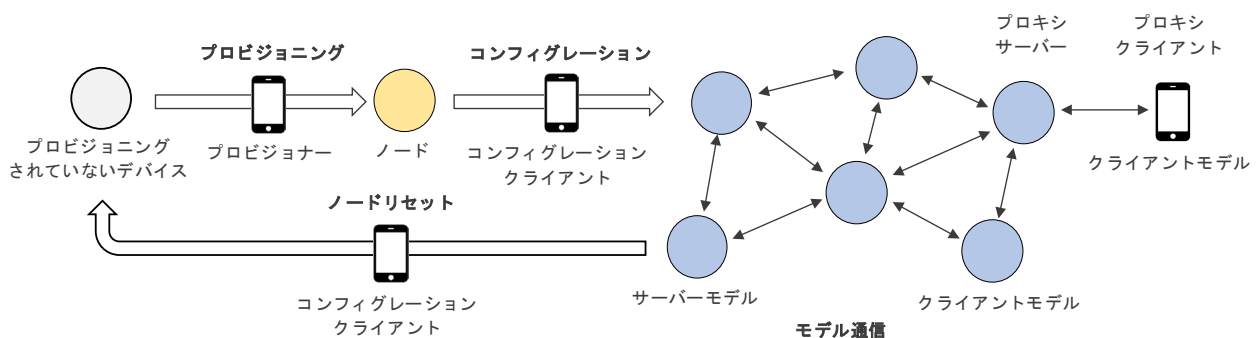 プロビジョニング
コンフィグレーション
プロキシ
サーバー
プロキシ
クライアント
プロビジョニング
されていないデバイス
プロビジョナー
ノード
コンフィグレーション
クライアント
クライアントモデル
ノードリセット
コンフィグレーション
クライアント
サーバーモデル
クライアントモデル
モデル通信